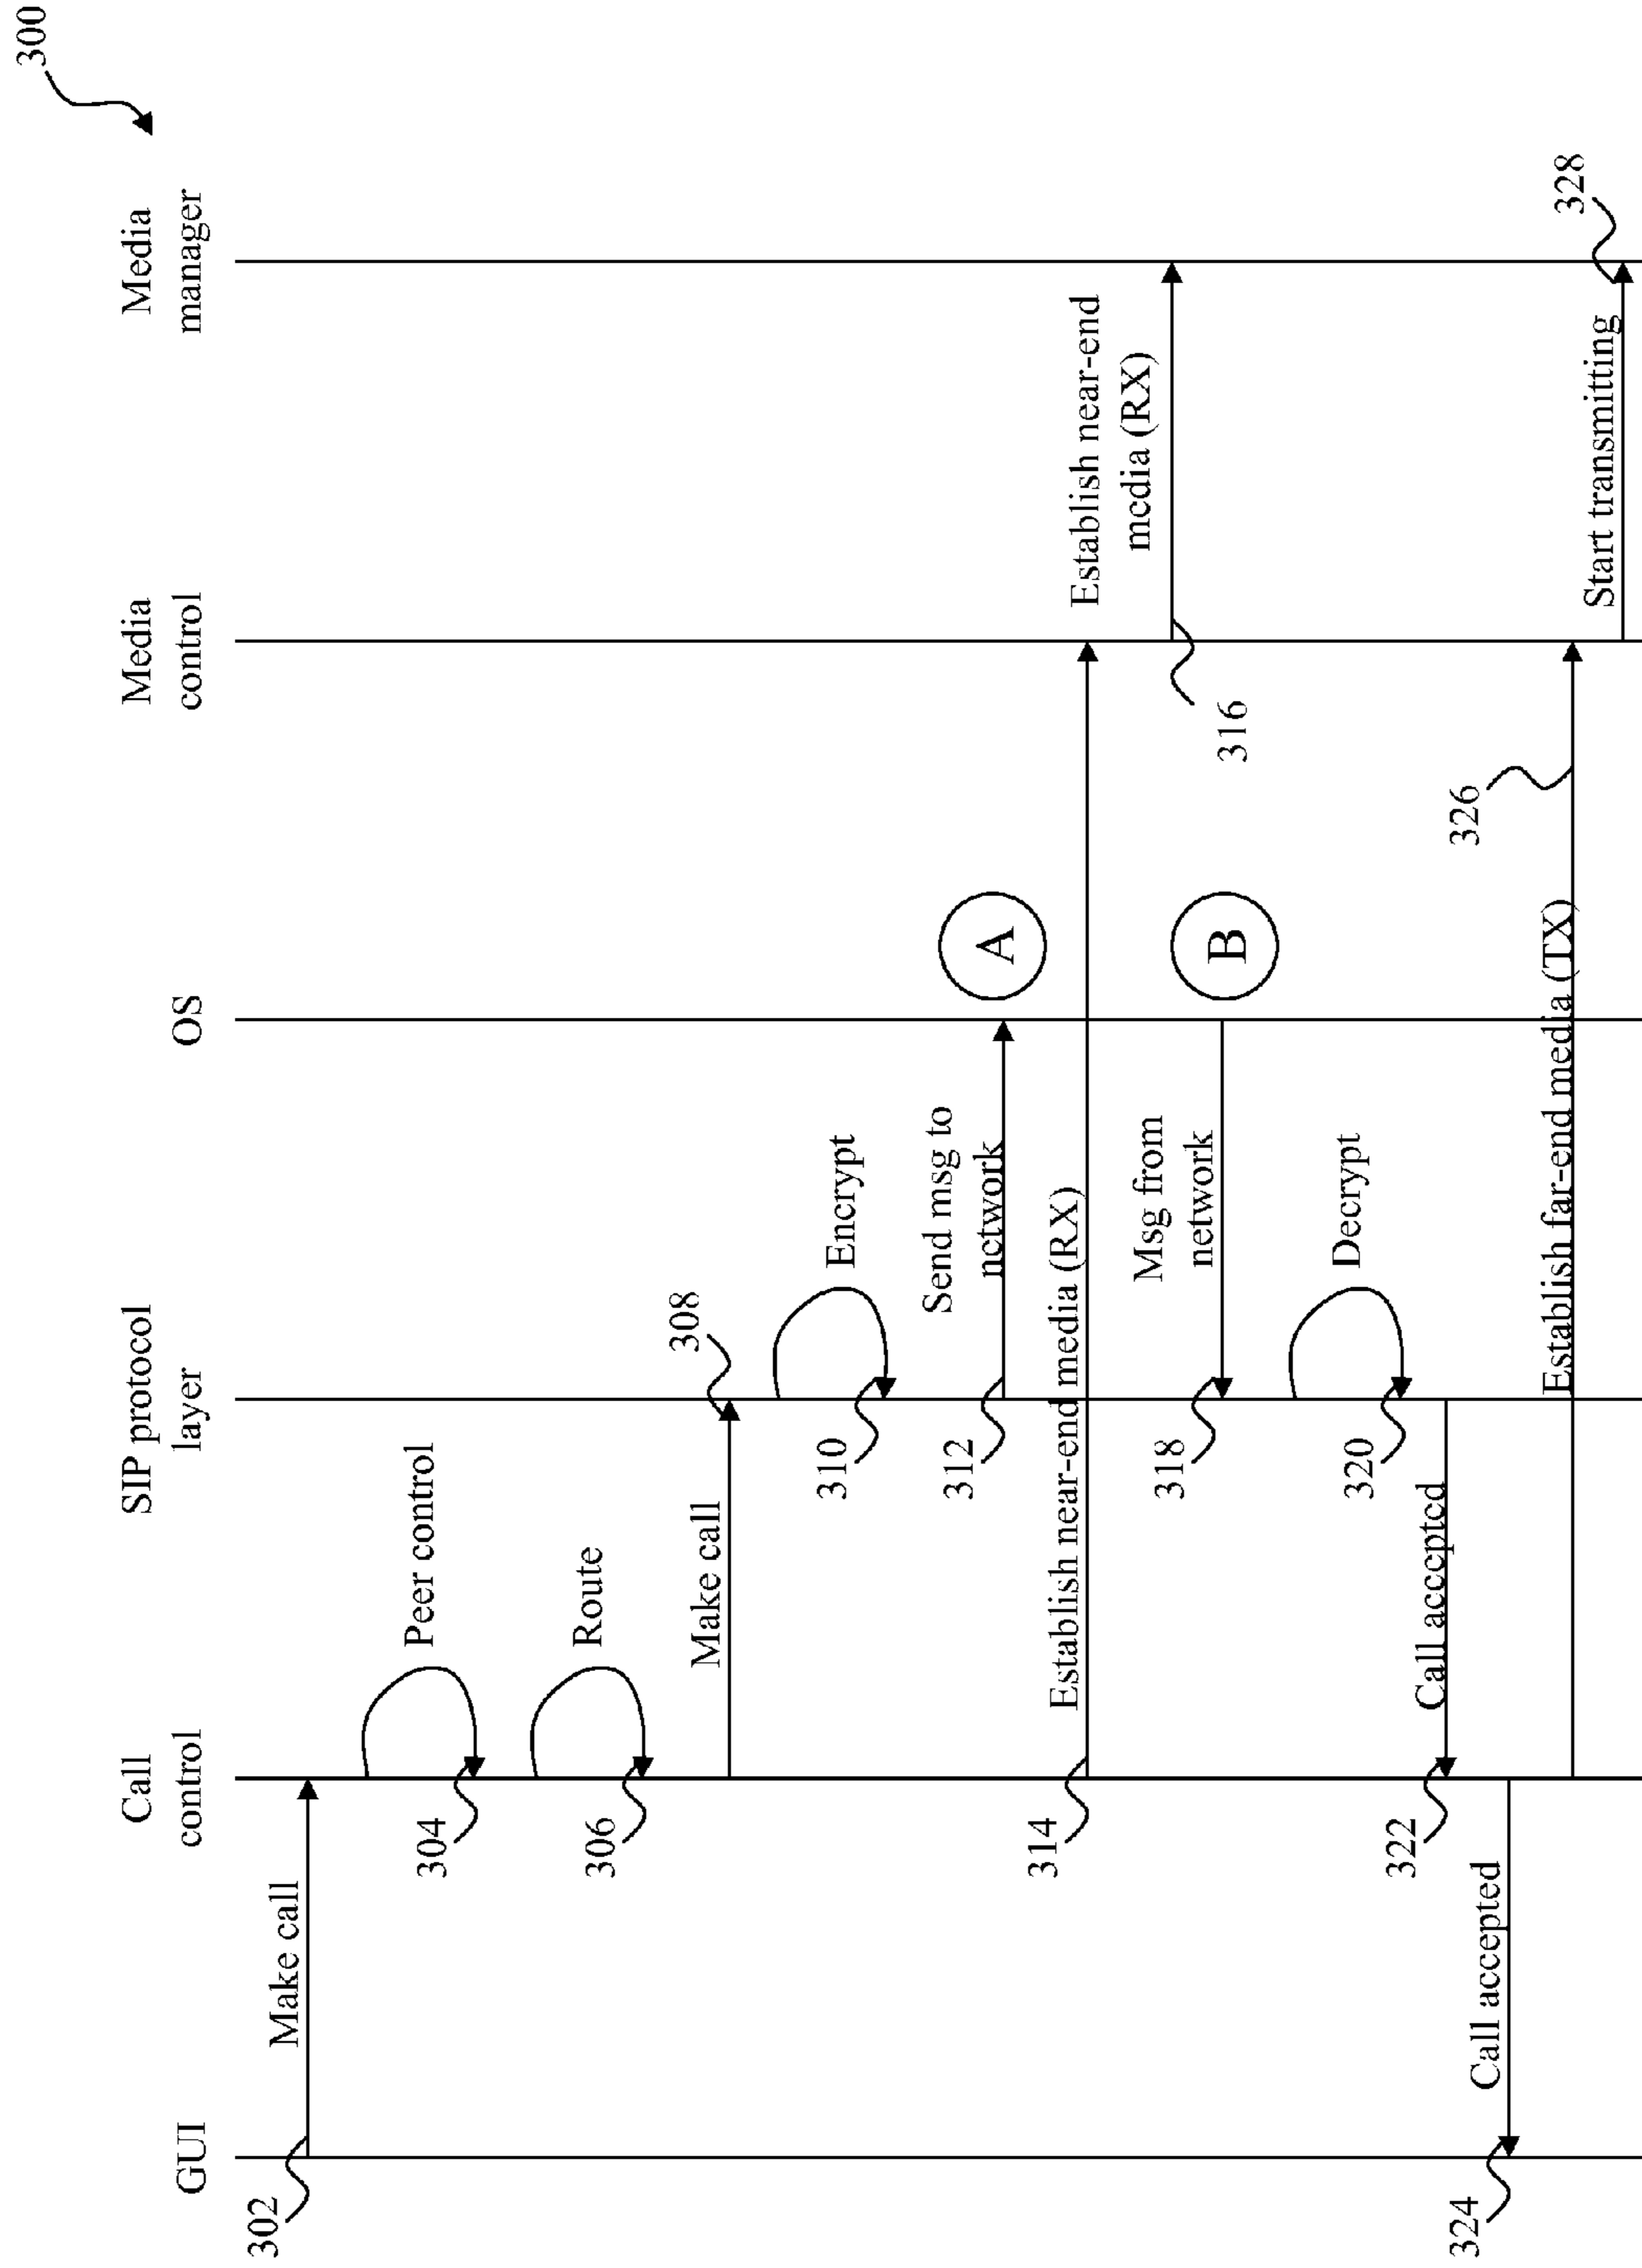 300
GUI
Call
control
SIP protocol
layer
OS
Media
control
Media
manager
302
Make call
304
Peer control
306
Route
Make call
308
310
Encrypt
312
Send msg to
network
A
314
Establish near-end media (RX)
316
Establish near-end
media (RX)
318
Msg from
network
B
320
Decrypt
322
Call accepted
324
Call accepted
326
Establish far-end media (TX)
Start transmitting
328